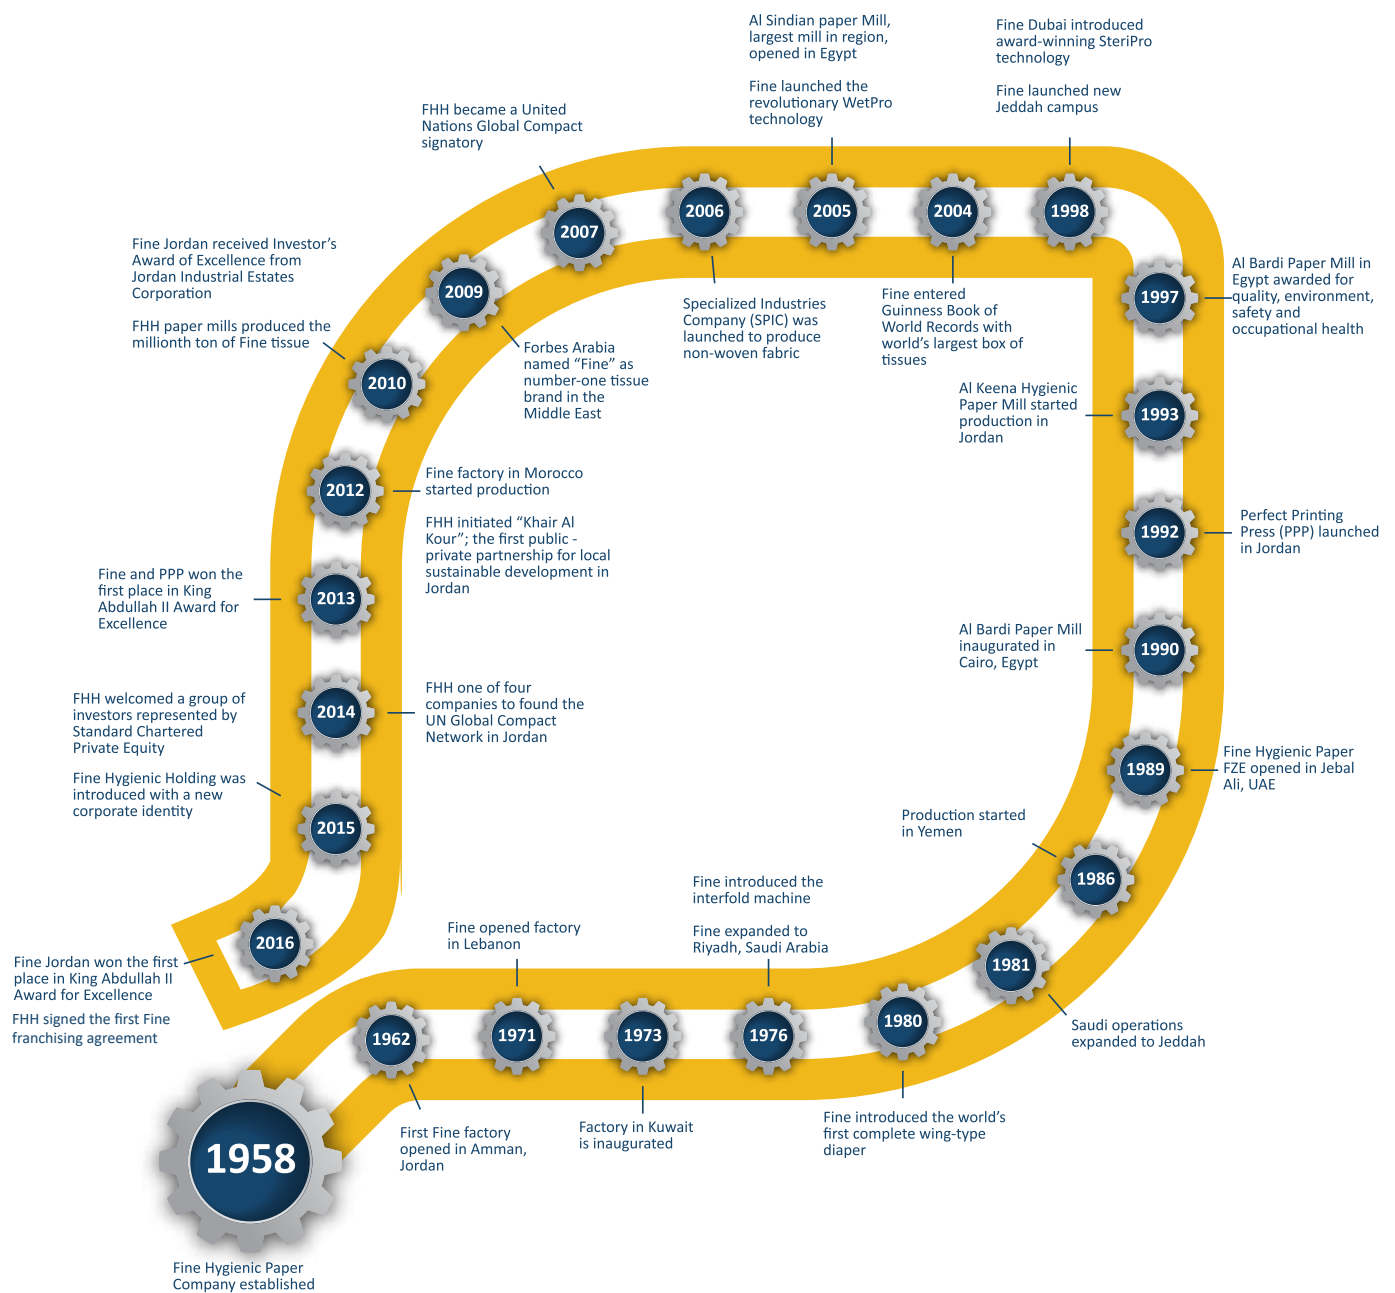 Al Sindian paper Mill,
largest mill in region,
opened in Egypt
Fine launched the
revolutionary WetPro
technology
Fine Dubai introduced
award-winning SteriPro
technology
Fine launched new
Jeddah campus
FHH became a United
Nations Global Compact
signatory
2007
2006
2005
2004
1998
Fine Jordan received Investor’s
Award of Excellence from
Jordan Industrial Estates
Corporation
FHH paper mills produced the
millionth ton of Fine tissue
2009
2010
Forbes Arabia
named “Fine” as
number-one tissue
brand in the
Middle East
Specialized Industries
Company (SPIC) was
launched to produce
non-woven fabric
Fine entered
Guinness Book of
World Records with
world’s largest box of
tissues
1997
Al Bardi Paper Mill in
Egypt awarded for
quality, environment,
safety and
occupational health
Al Keena Hygienic
Paper Mill started
production in
Jordan
1993
2012
Fine factory in Morocco
started production
FHH initiated “Khair Al
Kour”; the first public -
private partnership for local
sustainable development in
Jordan
1992
Perfect Printing
Press (PPP) launched
in Jordan
Fine and PPP won the
first place in King
Abdullah II Award for
Excellence
2013
Al Bardi Paper Mill
inaugurated in
Cairo, Egypt
1990
FHH welcomed a group of
investors represented by
Standard Chartered
Private Equity
2014
FHH one of four
companies to found the
UN Global Compact
Network in Jordan
1989
Fine Hygienic Paper
FZE opened in Jebal
Ali, UAE
Fine Hygienic Holding was
introduced with a new
corporate identity
2015
Production started
in Yemen
1986
2016
Fine Jordan won the first
place in King Abdullah II
Award for Excellence
FHH signed the first Fine
franchising agreement
Fine opened factory
in Lebanon
Fine introduced the
interfold machine
Fine expanded to
Riyadh, Saudi Arabia
1981
Saudi operations
expanded to Jeddah
1962
1971
1973
1976
1980
First Fine factory
opened in Amman,
Jordan
Factory in Kuwait
is inaugurated
Fine introduced the world’s
first complete wing-type
diaper
1958
Fine Hygienic Paper
Company established